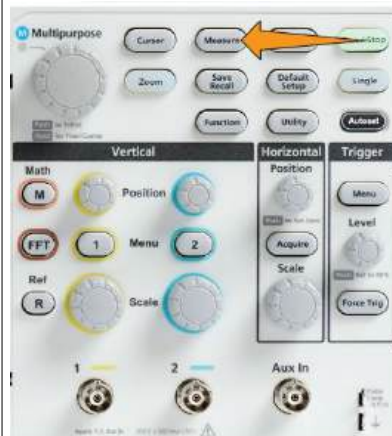 M Multipurpose
Cursor
Measure
Stop
Zoom
Save
Recall
Default
Setup
Single
Function
Utility
Autoset
Vertical
Horizontal
Trigger
Math
M
Position
Position
Menu
FFT
1
Menu
2
Acquire
Level
Ref
R
Scale
Scale
Force Trig
1
2
Aux In